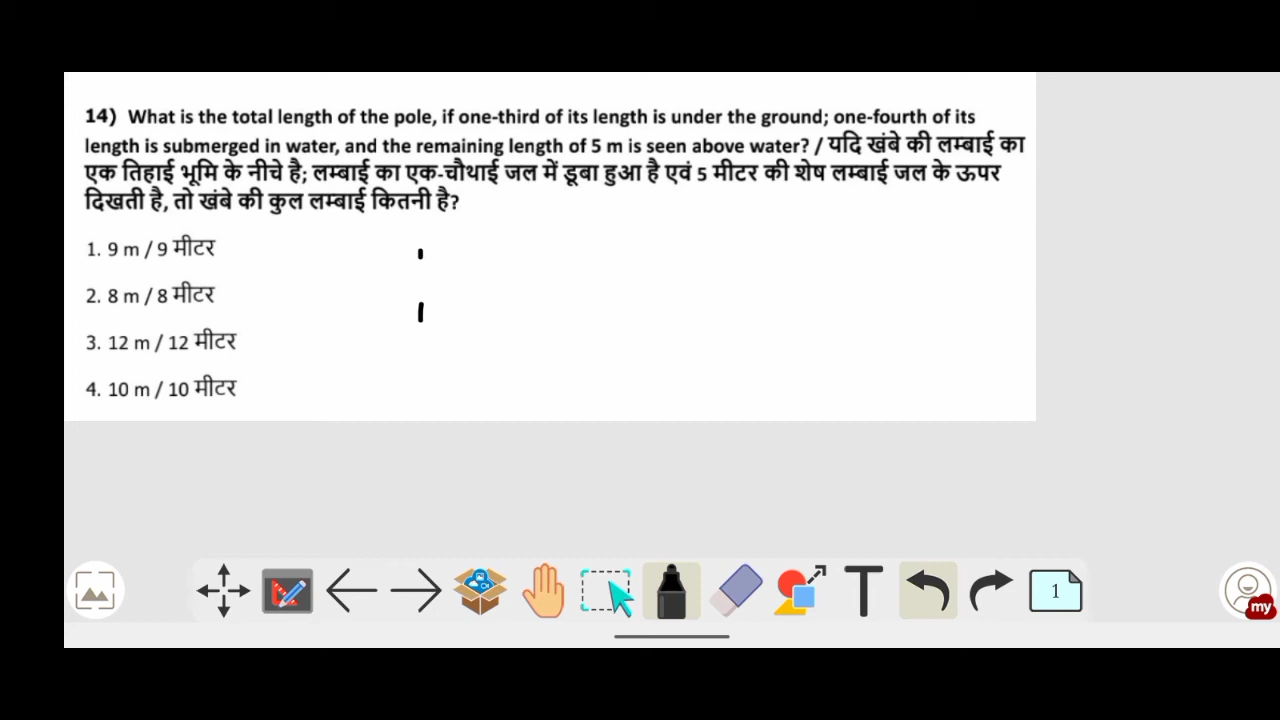 14) What is the total length of the pole, if one-third of its length is under the ground; one-fourth of its
length is submerged in water, and the remaining length of 5 m is seen above water? / यदि खंबे की लम्बाई का
एक तिहाई भूमि के नीचे है; लम्बाई का एक-चौथाई जल में डूबा हुआ है एवं 5 मीटर की शेष लम्बाई जल के ऊपर
दिखती है, तो खंबे की कुल लम्बाई कितनी है?
1. 9 m / 9 मीटर
2. 8 m / 8 मीटर
3. 12 m / 12 मीटर
4. 10 m / 10 मीटर
T
1
my